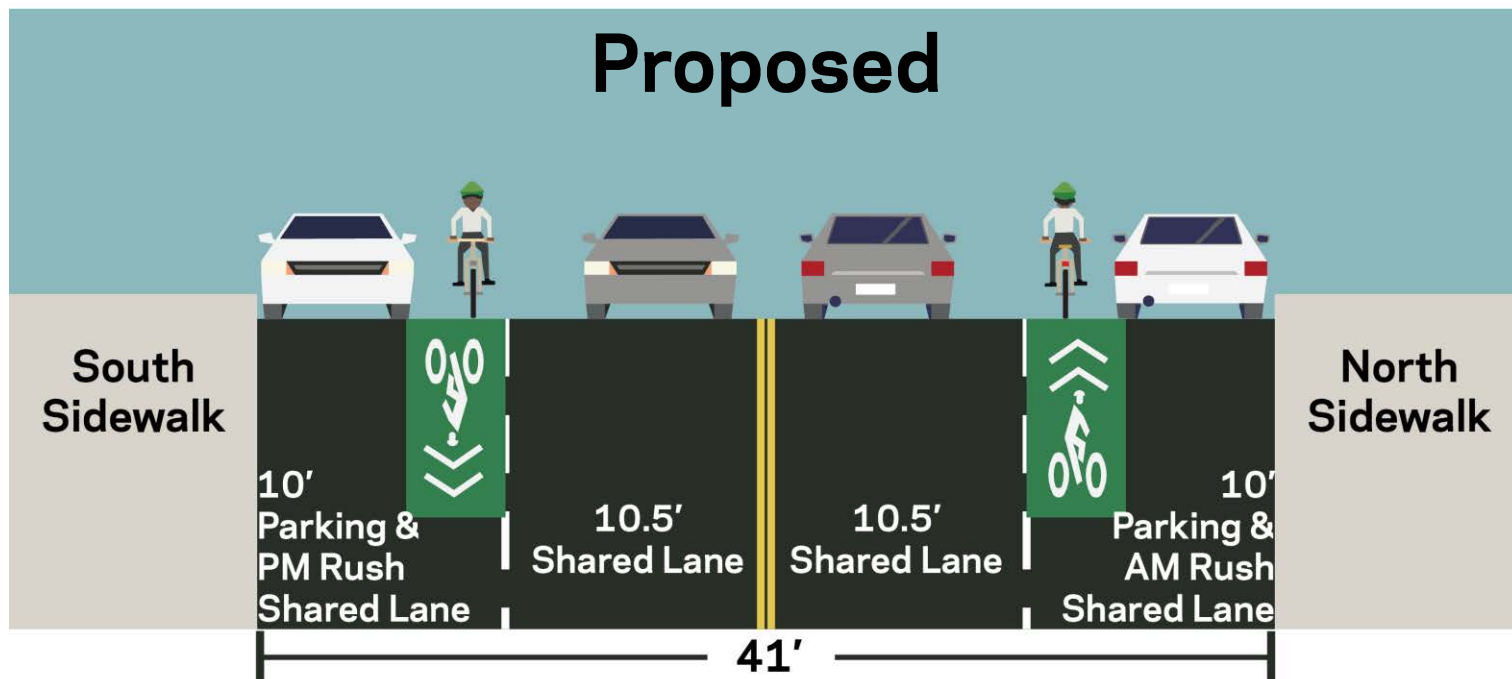 Proposed
South
Sidewalk
10′
Parking &
PM Rush
Shared Lane
10.5′
Shared Lane
10.5′
Shared Lane
10′
Parking &
AM Rush
Shared Lane
North
Sidewalk
41′